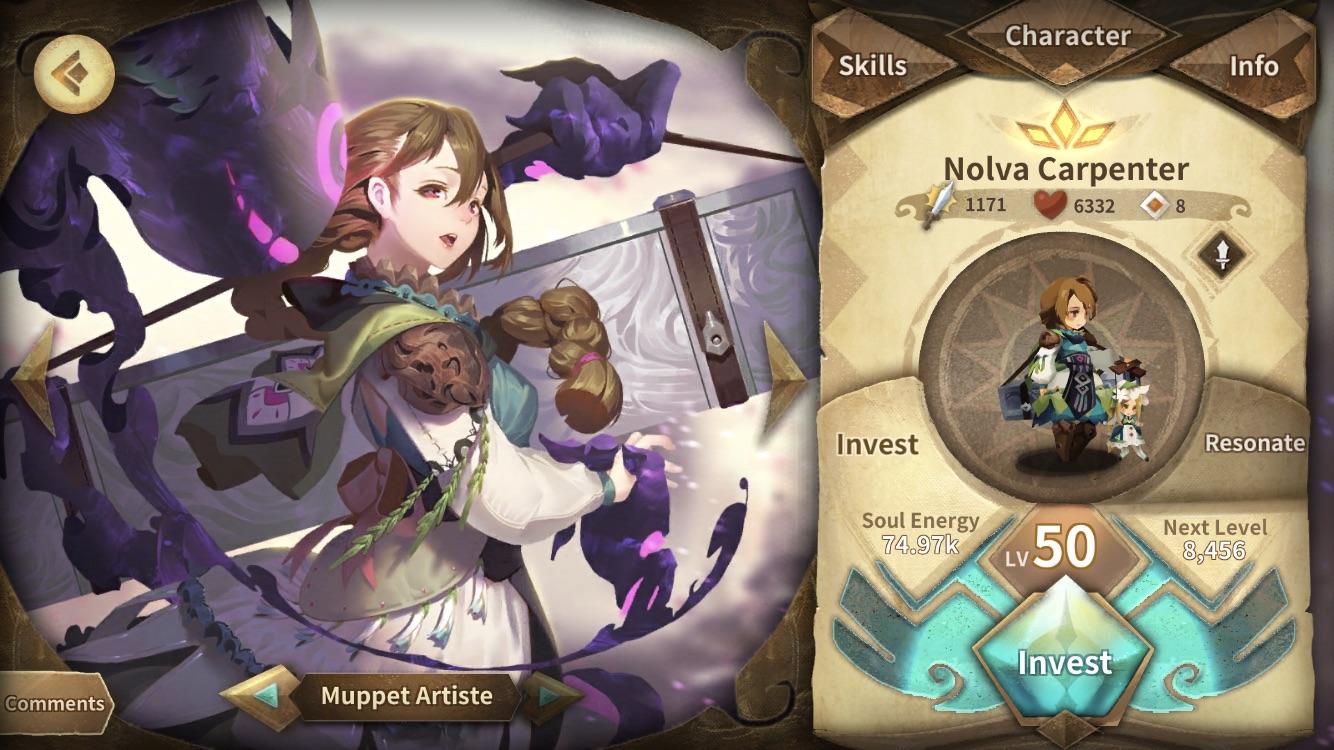 Character
Skills
Info
Nolva Carpenter
1171
6332
8
Invest
Resonate
Soul Energy
74.97k
LV 50
Next Level
8,456
Invest
Comments
Muppet Artiste